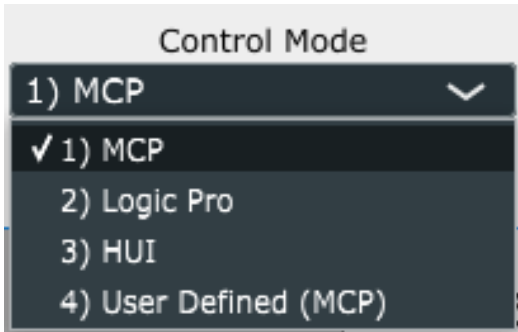 Control Mode
1) MCP
✓ 1) MCP
2) Logic Pro
3) HUI
4) User Defined (MCP)